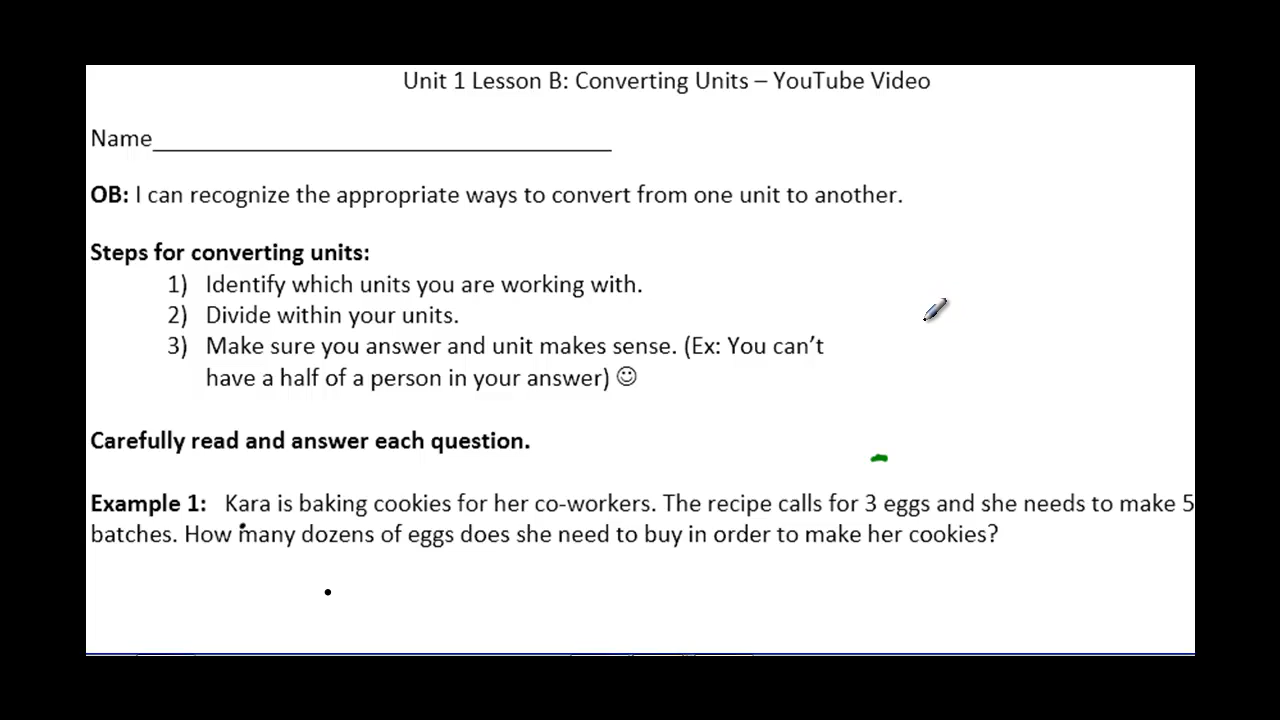 Unit 1 Lesson B: Converting Units – YouTube Video
Name______________________________________
OB: I can recognize the appropriate ways to convert from one unit to another.
Steps for converting units:
1) Identify which units you are working with.
2) Divide within your units.
3) Make sure you answer and unit makes sense. (Ex: You can't
have a half of a person in your answer) ☺
Carefully read and answer each question.
Example 1: Kara is baking cookies for her co-workers. The recipe calls for 3 eggs and she needs to make 5
batches. How many dozens of eggs does she need to buy in order to make her cookies?